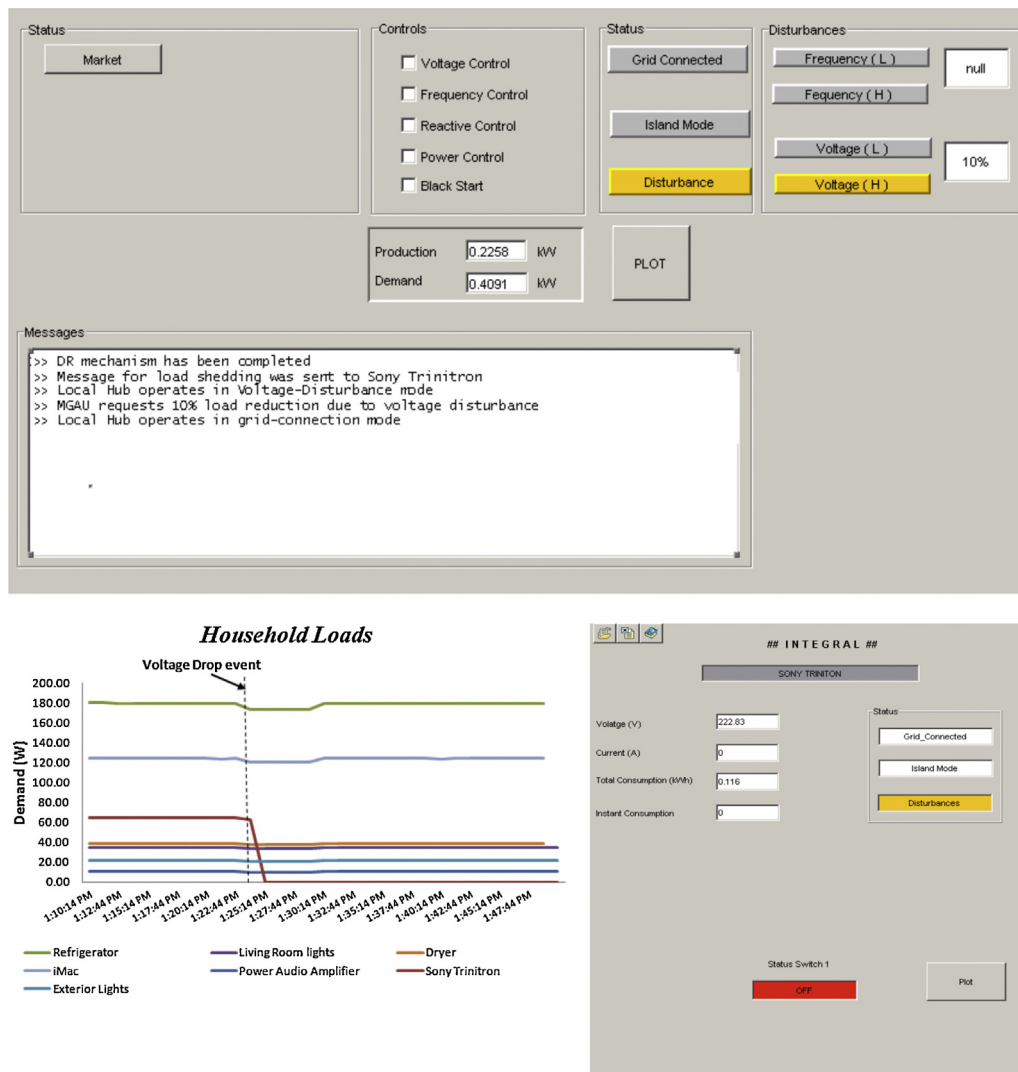 Status
Market
Controls
Voltage Control
Frequency Control
Reactive Control
Power Control
Black Start
Status
Grid Connected
Island Mode
Disturbance
Disturbances
Frequency ( L )
Fequency ( H )
null
Voltage ( L )
Voltage ( H )
10%
Production 0.2258 kW
Demand 0.4091 kW
PLOT
Messages
>> DR mechanism has been completed
>> Message for load shedding was sent to Sony Trinitron
>> Local Hub operates in Voltage-Disturbance mode
>> MGAU requests 10% load reduction due to voltage disturbance
>> Local Hub operates in grid-connection mode
Household Loads
Voltage Drop event
Demand (W)
200.00
180.00
160.00
140.00
120.00
100.00
80.00
60.00
40.00
20.00
0.00
1:10:14 PM
1:12:44 PM
1:15:14 PM
1:17:44 PM
1:20:14 PM
1:22:44 PM
1:25:14 PM
1:27:44 PM
1:30:14 PM
1:32:44 PM
1:35:14 PM
1:37:44 PM
1:40:14 PM
1:42:44 PM
1:45:14 PM
1:47:44 PM
Refrigerator
Living Room lights
Dryer
iMac
Power Audio Amplifier
Sony Trinitron
Exterior Lights
## INTEGRAL ##
SONY TRINITON
Volatge (V) 222.83
Current (A) 0
Total Consumption (kWh) 0.116
Instant Consumption 0
Status
Grid_Connected
Island Mode
Disturbances
Status Switch 1
OFF
Plot